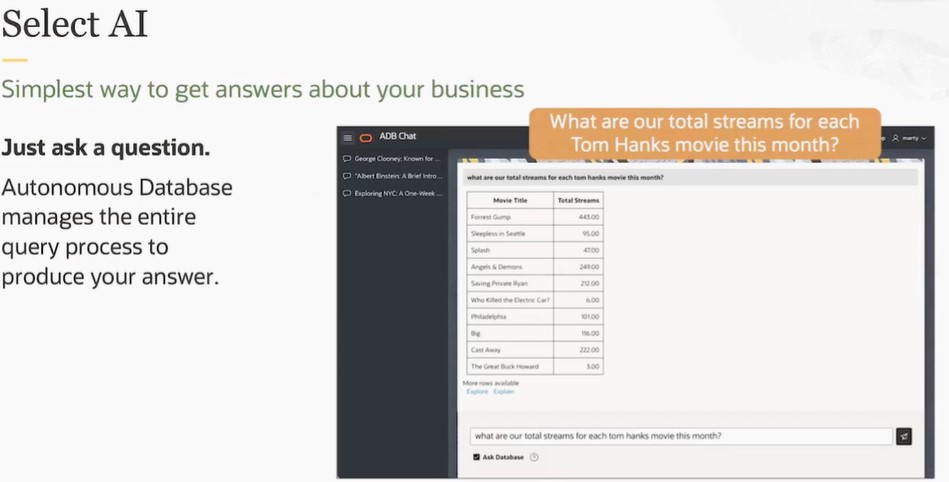 Select AI
Simplest way to get answers about your business
Just ask a question.
Autonomous Database
manages the entire
query process to
produce your answer.
What are our total streams for each
Tom Hanks movie this month?
ADB Chat
marty
George Clooney: Known for ...
"Albert Einstein: A Brief Intro...
Exploring NYC: A One-Week ...
what are our total streams for each tom hanks movie this month?
Movie Title Total Streams
Forrest Gump 443.00
Sleepless in Seattle 95.00
Splash 47.00
Angels & Demons 249.00
Saving Private Ryan 212.00
Who Killed the Electric Car? 6.00
Philadelphia 101.00
Big 116.00
Cast Away 222.00
The Great Buck Howard 3.00
More rows available
Explore Explain
what are our total streams for each tom hanks movie this month?
Ask Database